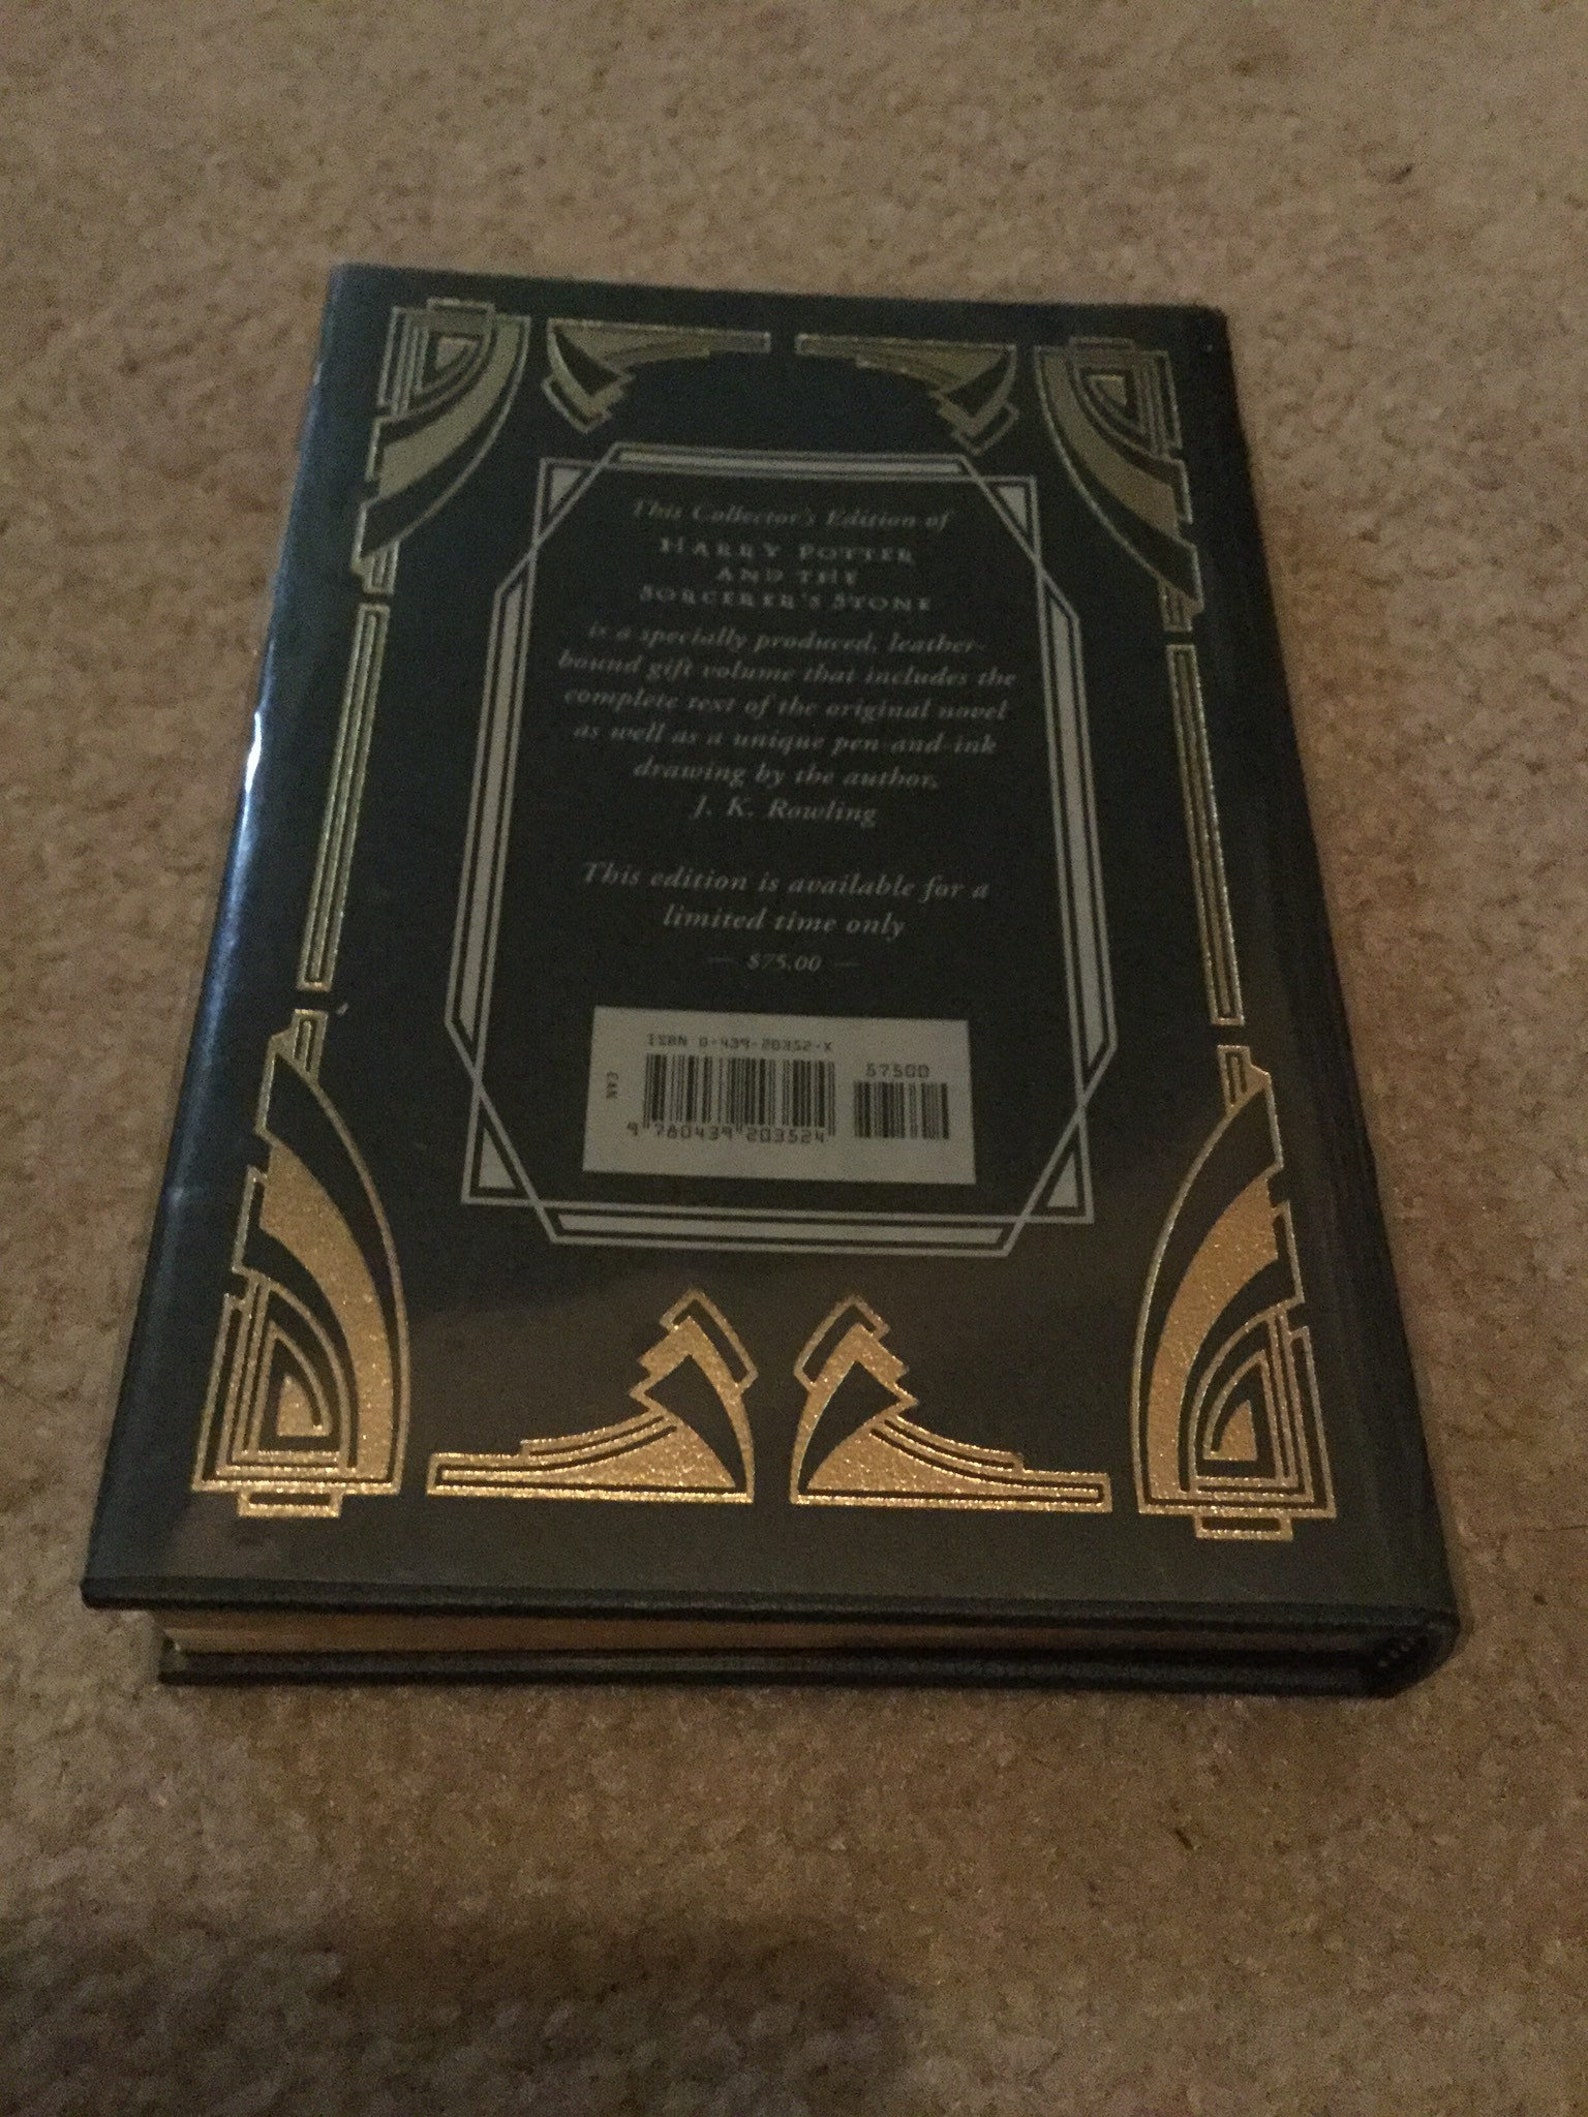 This Collector's Edition of
HARRY POTTER
AND THE
SORCERER'S STONE
is a specially produced, leather-
bound gift volume that includes the
complete text of the original novel
as well as a unique pen-and-ink
drawing by the author,
J. K. Rowling
This edition is available for a
limited time only
— $75.00 —
ISBN 0-439-20352-X
57500
EAN
9 780439 203524